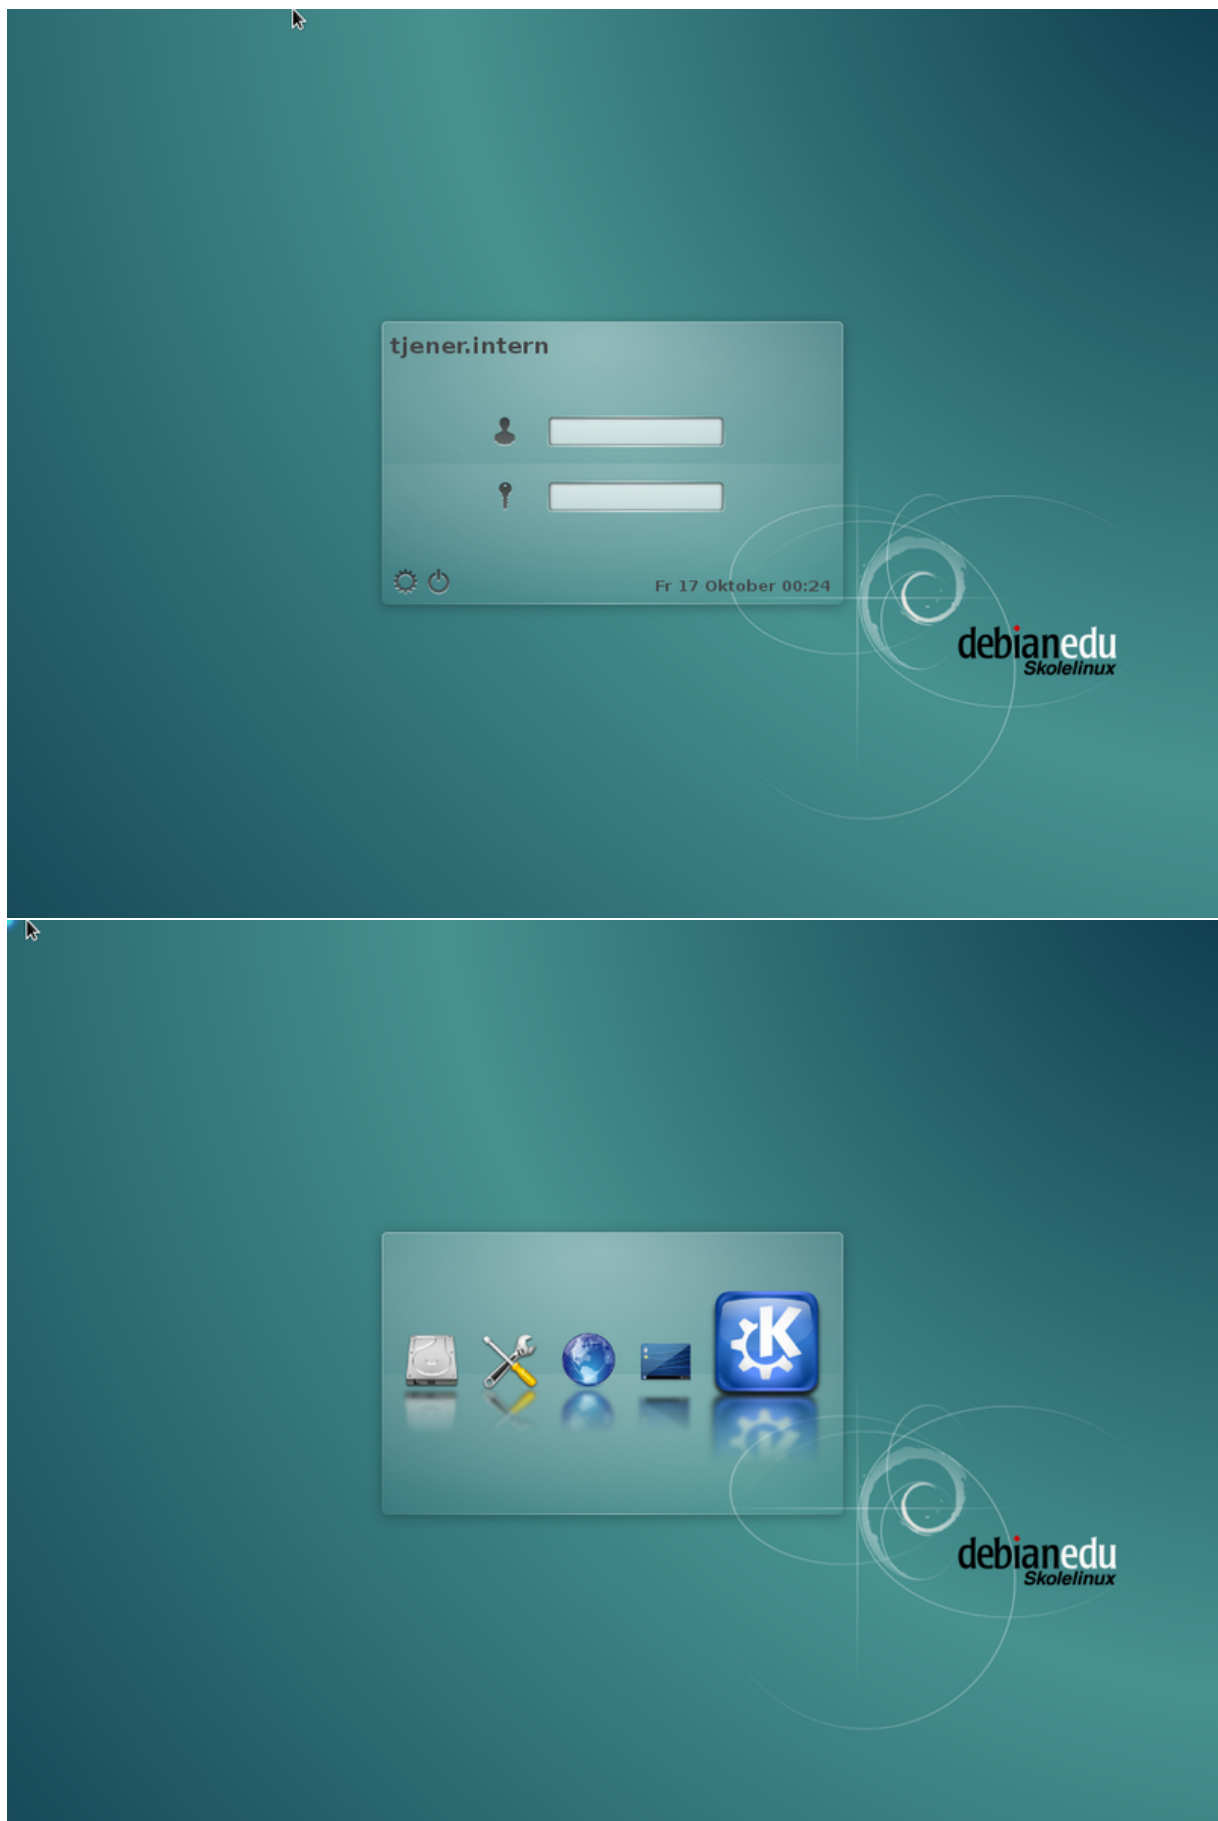 tjener.intern
Fr 17 Oktober 00:24
debianedu
Skolelinux
debianedu
Skolelinux